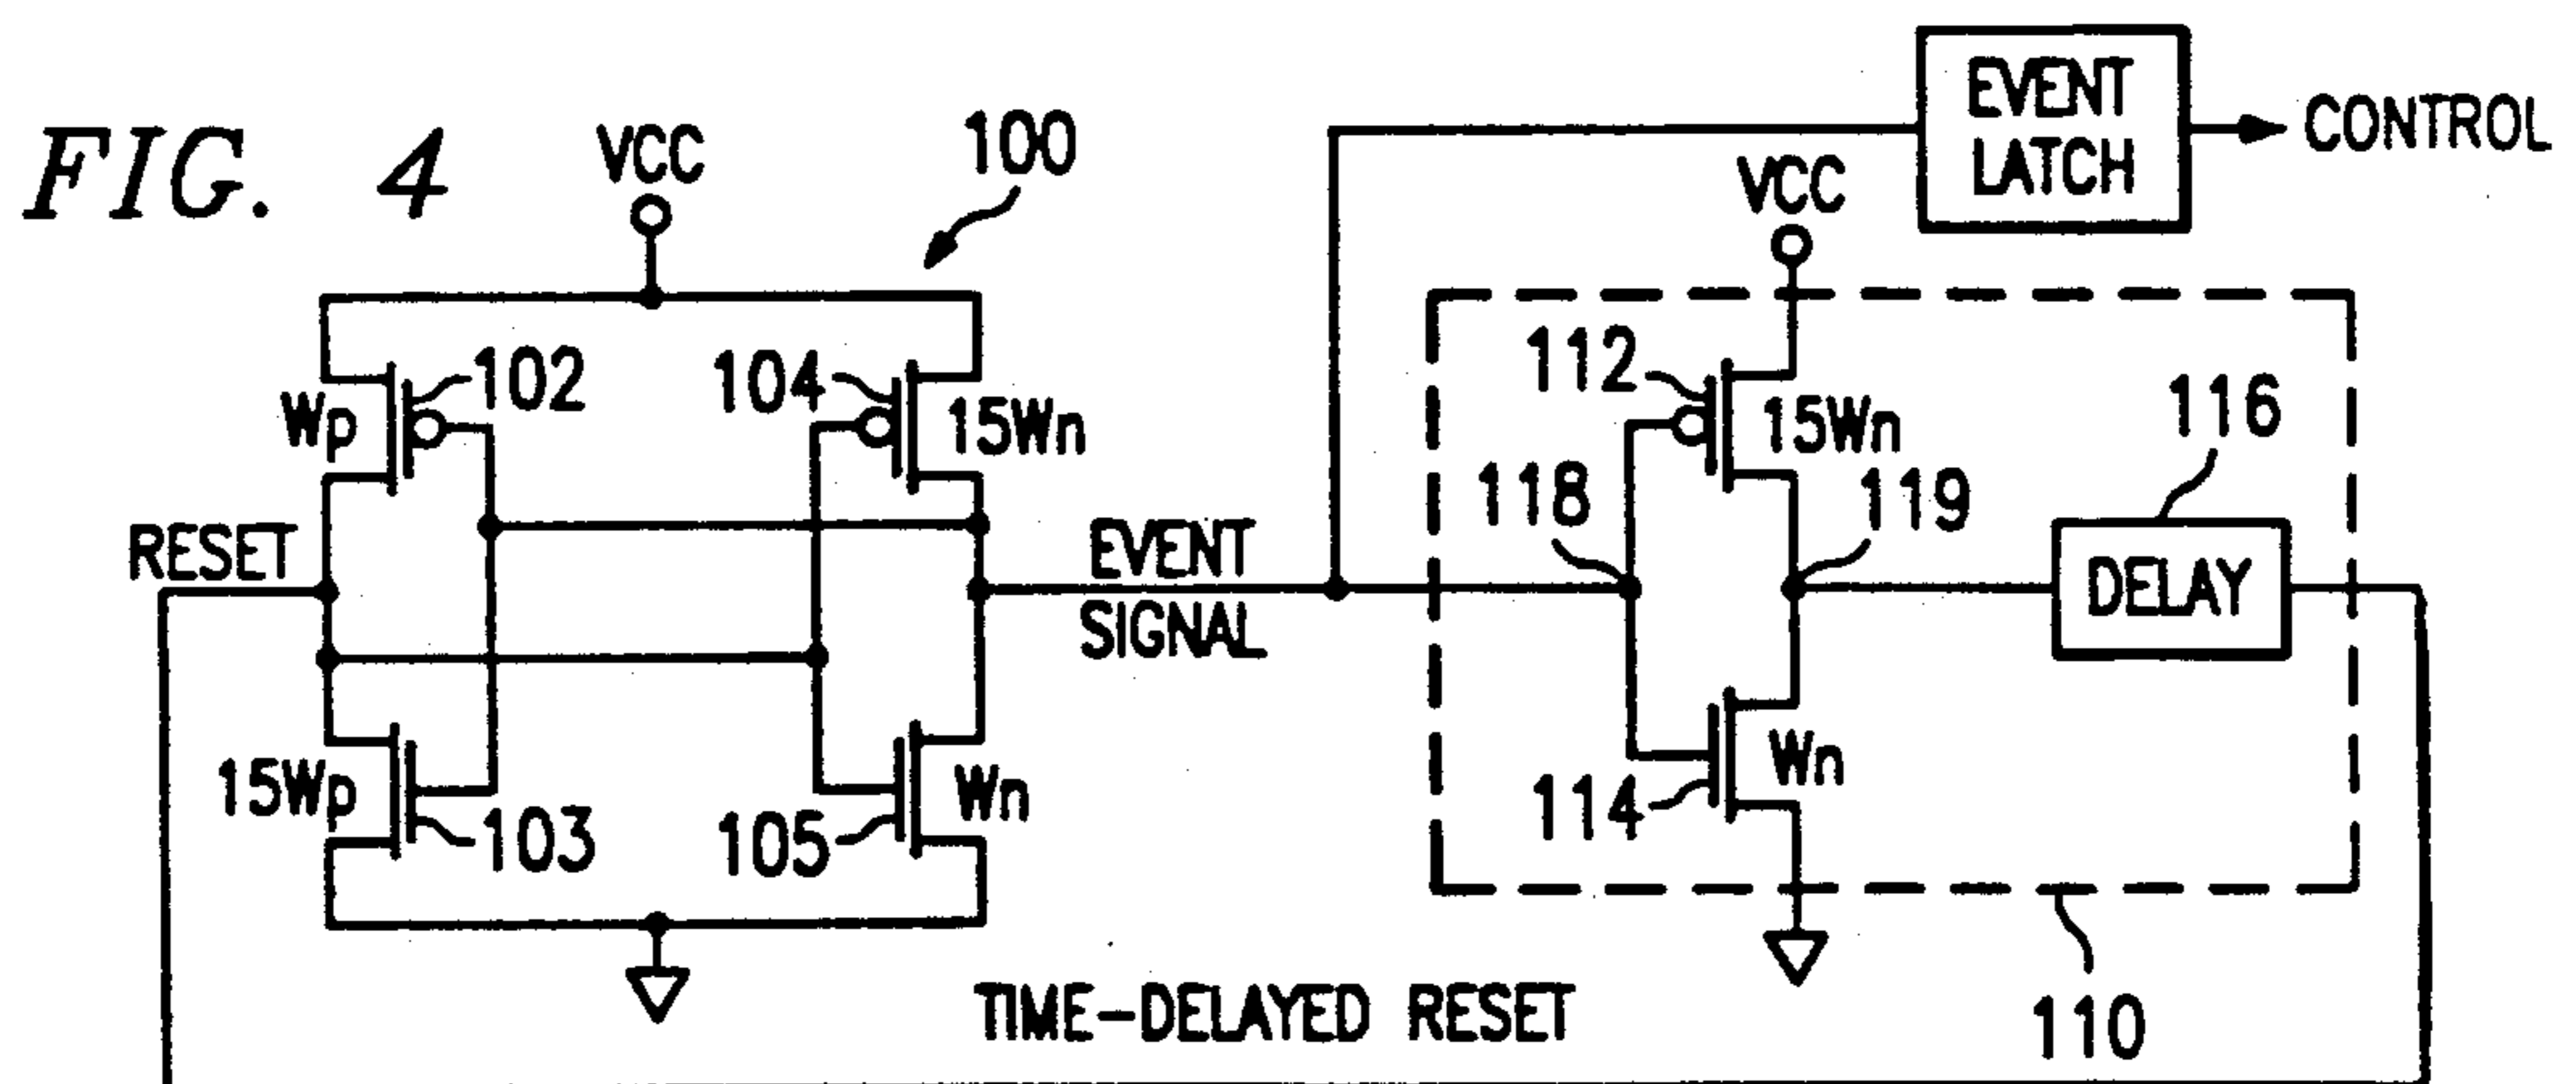 FIG. 4
VCC
100
EVENT
LATCH
CONTROL
VCC
102
Wp
104
15Wn
112
15Wn
116
118
119
RESET
EVENT
SIGNAL
DELAY
15Wp
103
105
Wn
114
Wn
TIME-DELAYED RESET
110